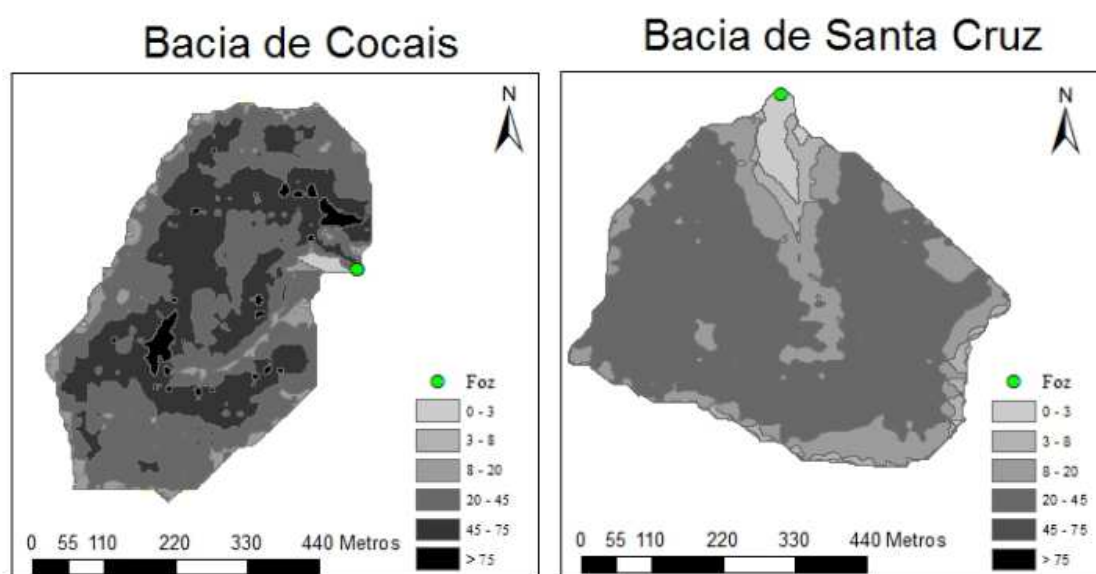 Bacia de Cocais
N
Foz
0 - 3
3 - 8
8 - 20
20 - 45
45 - 75
> 75
0 55 110 220 330 440 Metros
Bacia de Santa Cruz
N
Foz
0 - 3
3 - 8
8 - 20
20 - 45
45 - 75
> 75
0 55 110 220 330 440 Metros